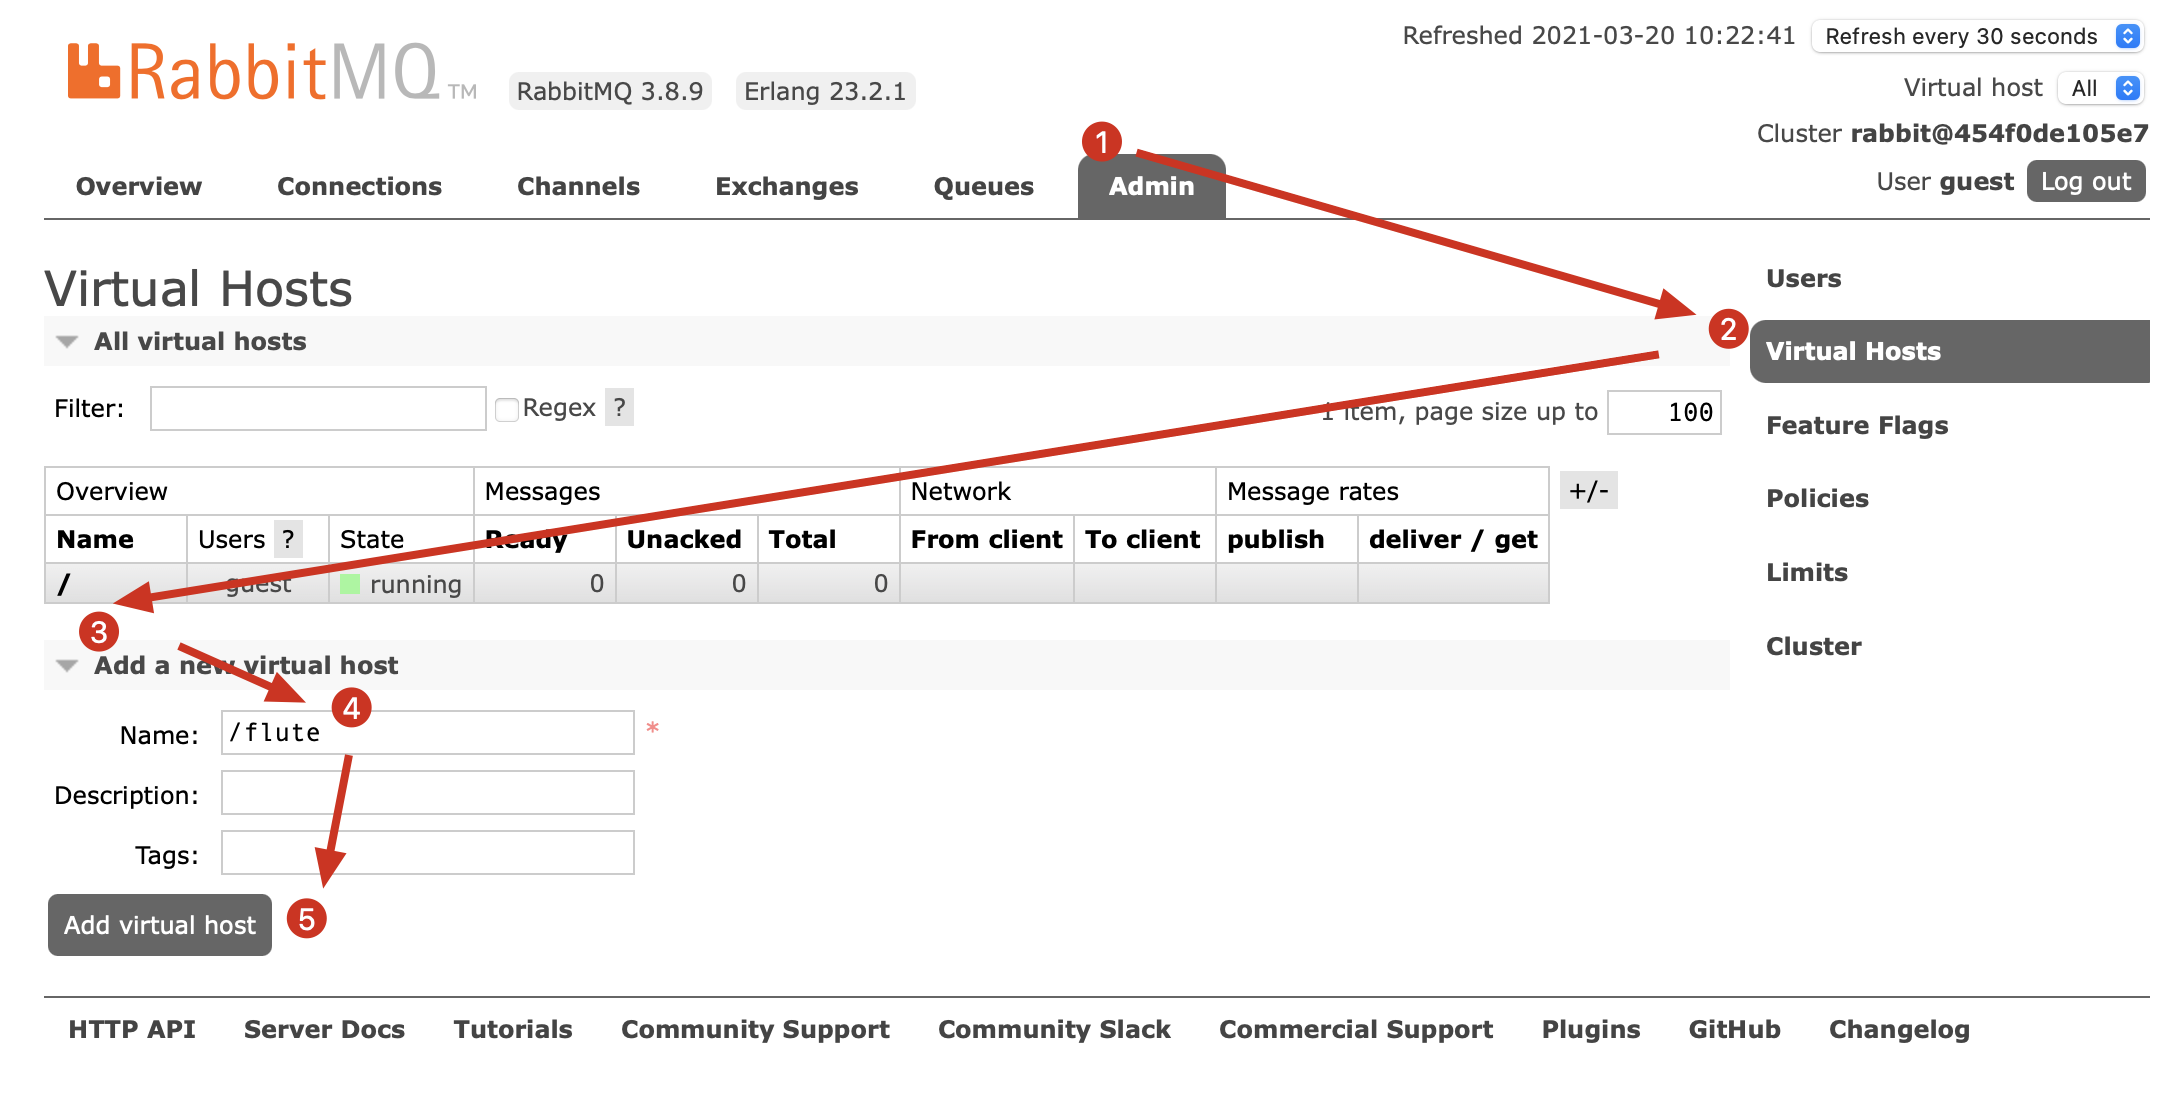 Refreshed 2021-03-20 10:22:41 Refresh every 30 seconds
RabbitMQ TM RabbitMQ 3.8.9 Erlang 23.2.1
Virtual host All
Cluster rabbit@454f0de105e7
User guest Log out
1
Overview Connections Channels Exchanges Queues Admin
Virtual Hosts
All virtual hosts
Filter: Regex ? 1 item, page size up to 100
Overview Messages Network Message rates +/-
Name Users ? State Ready Unacked Total From client To client publish deliver / get
/ guest running 0 0 0
3
Add a new virtual host
4
Name: /flute *
Description:
Tags:
Add virtual host 5
Users
2
Virtual Hosts
Feature Flags
Policies
Limits
Cluster
HTTP API Server Docs Tutorials Community Support Community Slack Commercial Support Plugins GitHub Changelog